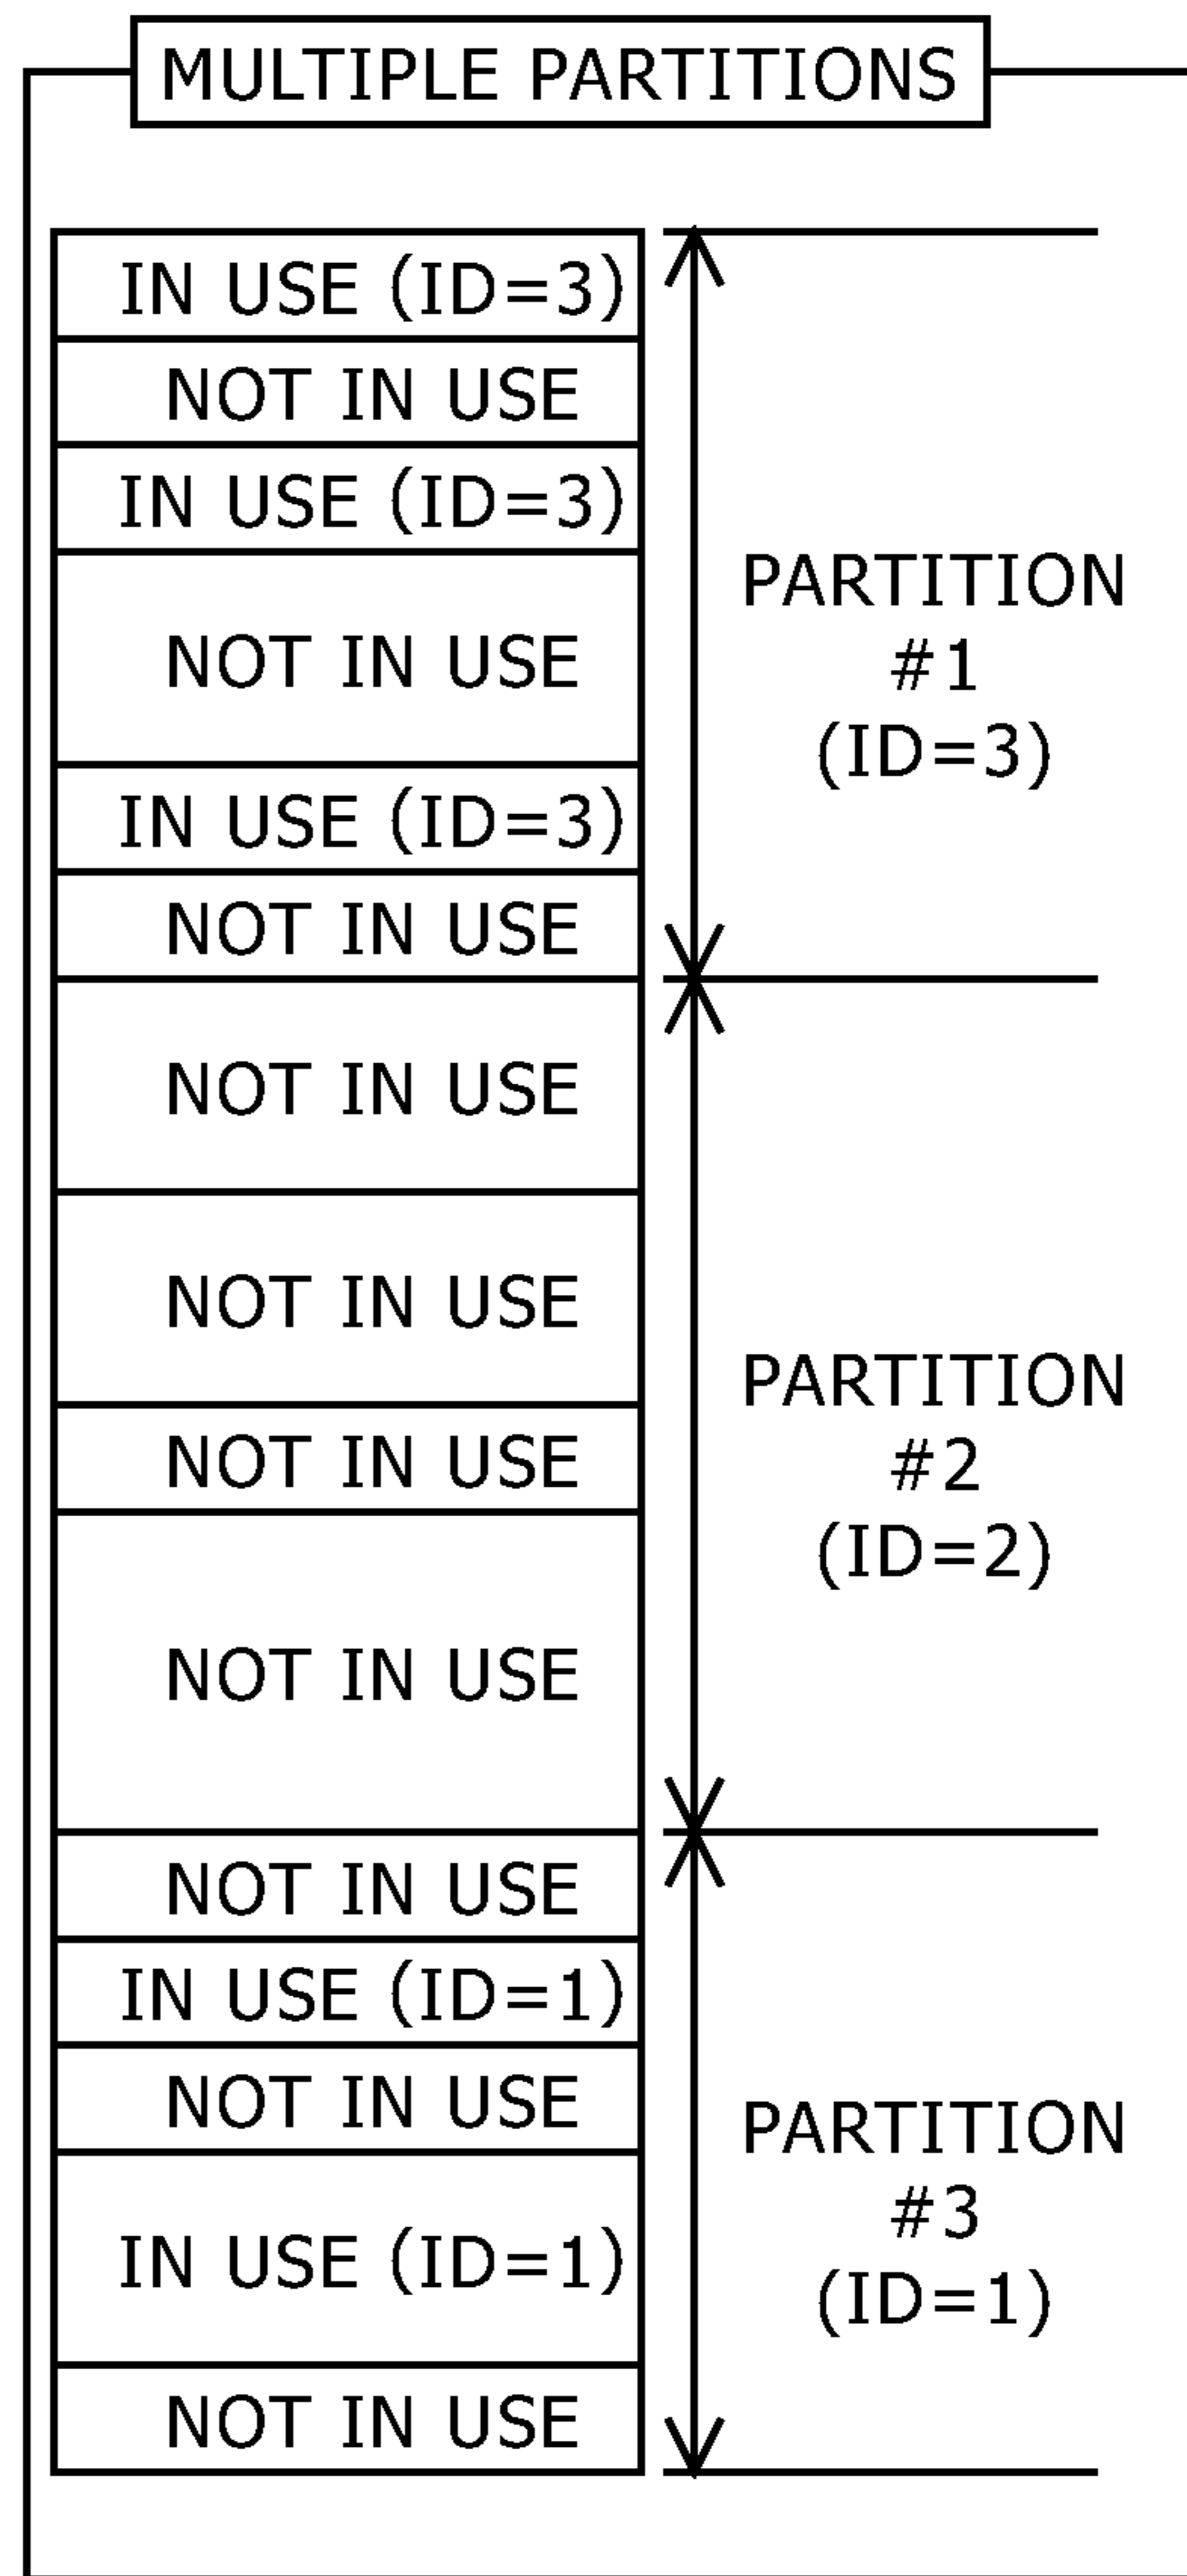 MULTIPLE PARTITIONS
IN USE (ID=3)
NOT IN USE
IN USE (ID=3)
NOT IN USE
IN USE (ID=3)
NOT IN USE
PARTITION
#1
(ID=3)
NOT IN USE
NOT IN USE
NOT IN USE
NOT IN USE
PARTITION
#2
(ID=2)
NOT IN USE
IN USE (ID=1)
NOT IN USE
IN USE (ID=1)
NOT IN USE
PARTITION
#3
(ID=1)